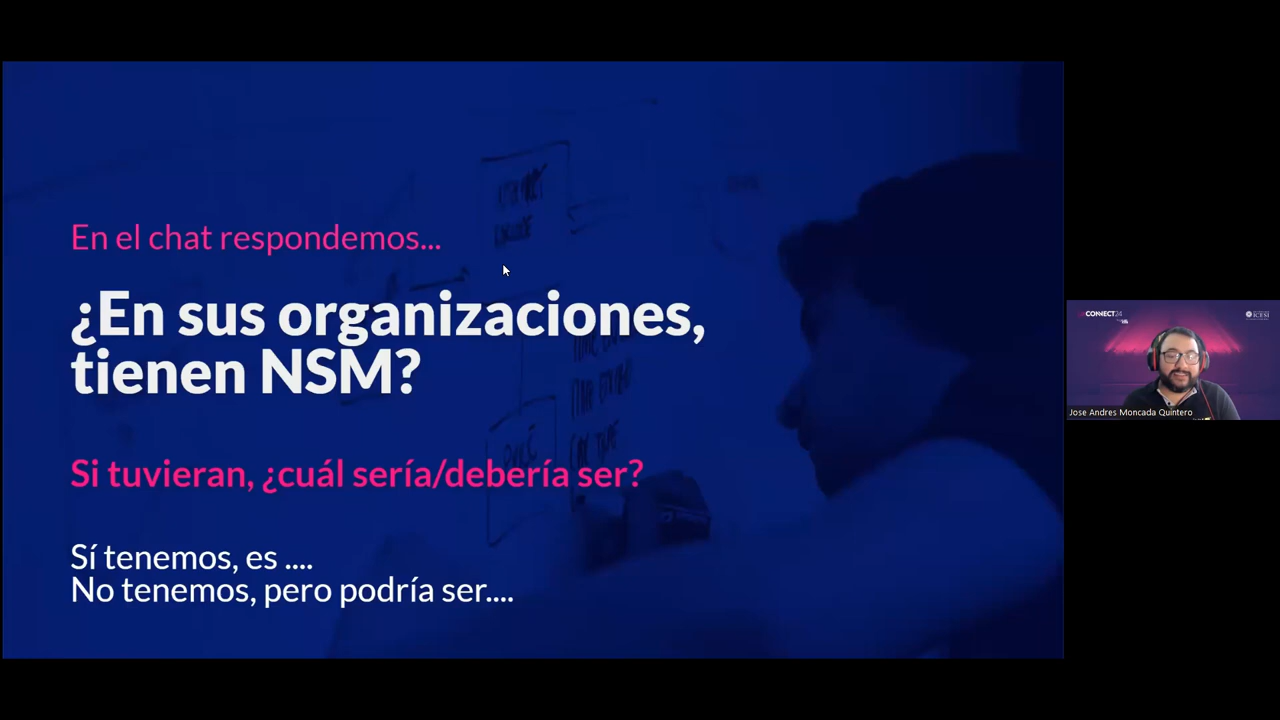 En el chat respondemos...
¿En sus organizaciones,
tienen NSM?
Si tuvieran, ¿cuál sería/debería ser?
Sí tenemos, es ....
No tenemos, pero podría ser....
CONNECT24
ICESI
Jose Andres Moncada Quintero